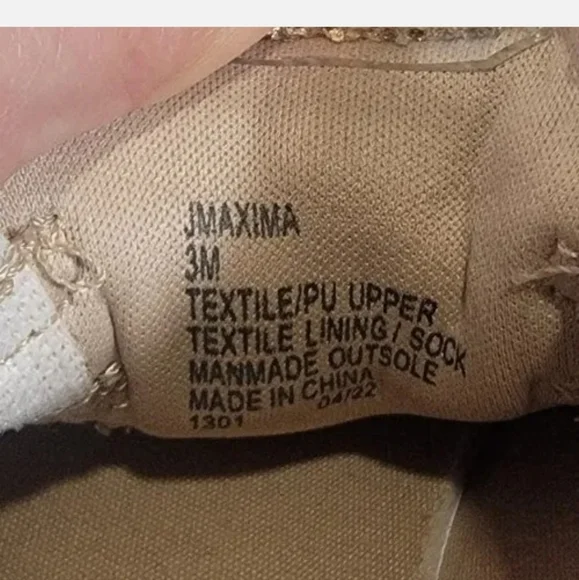 JMAXIMA
3M
TEXTILE/PU UPPER
TEXTILE LINING/ SOCK
MANMADE OUTSOLE
MADE IN CHINA
04/22
1301